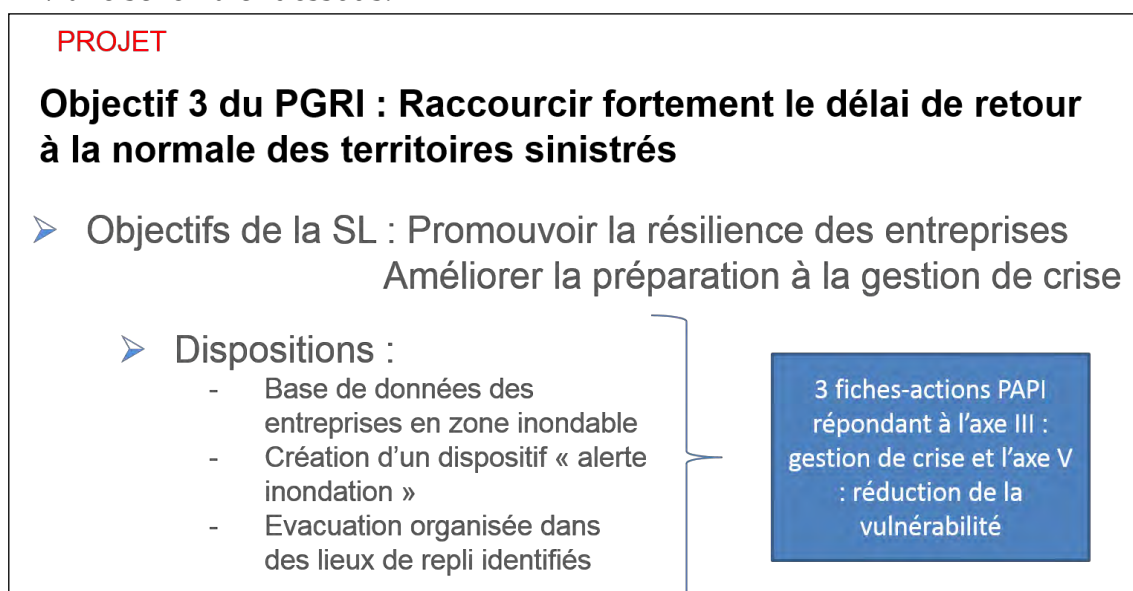 PROJET
Objectif 3 du PGRI : Raccourcir fortement le délai de retour
à la normale des territoires sinistrés
Objectifs de la SL : Promouvoir la résilience des entreprises
Améliorer la préparation à la gestion de crise
Dispositions :
- Base de données des
entreprises en zone inondable
- Création d’un dispositif « alerte
inondation »
- Evacuation organisée dans
des lieux de repli identifiés
3 fiches-actions PAPI
répondant à l’axe III :
gestion de crise et l’axe V
: réduction de la
vulnérabilité